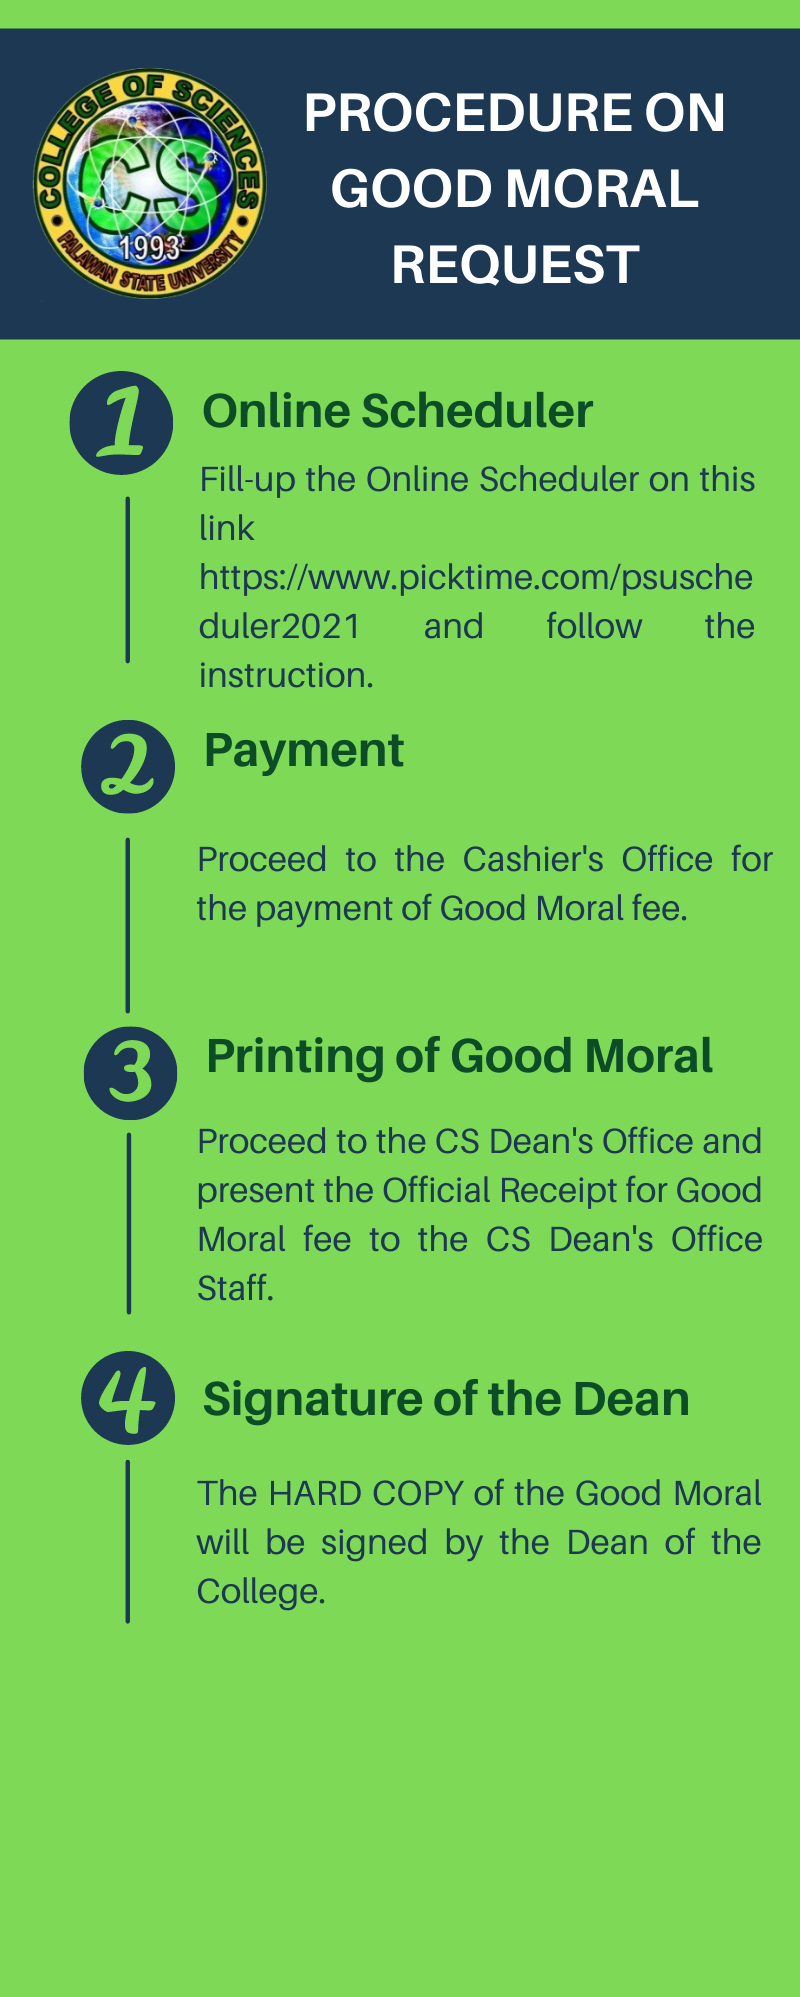 COLLEGE OF SCIENCES
CS
1993
PALAWAN STATE UNIVERSITY
PROCEDURE ON
GOOD MORAL
REQUEST
1
Online Scheduler
Fill-up the Online Scheduler on this
link
https://www.picktime.com/psusche
duler2021 and follow the
instruction.
2
Payment
Proceed to the Cashier's Office for
the payment of Good Moral fee.
3
Printing of Good Moral
Proceed to the CS Dean's Office and
present the Official Receipt for Good
Moral fee to the CS Dean's Office
Staff.
4
Signature of the Dean
The HARD COPY of the Good Moral
will be signed by the Dean of the
College.